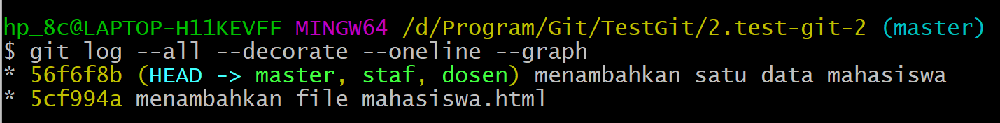 hp_8c@LAPTOP-H11KEVFF MINGW64 /d/Program/Git/TestGit/2.test-git-2 (master)
$ git log --all --decorate --oneline --graph
* 56f6f8b (HEAD -> master, staf, dosen) menambahkan satu data mahasiswa
* 5cf994a menambahkan file mahasiswa.html